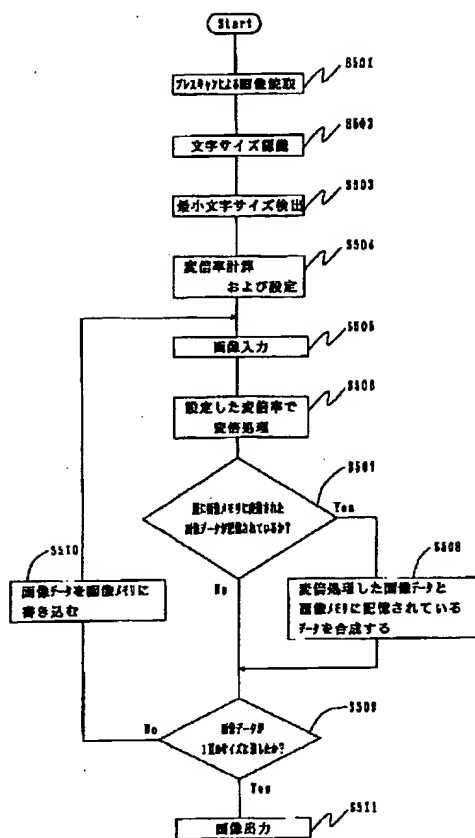 Start
S501
プレスキャンによる画像読取
S502
文字サイズ認識
S503
最小文字サイズ検出
S504
変倍率計算
および設定
S505
画像入力
S506
設定した変倍率で
変倍処理
S507
既に画像メモリに変倍された
画像データが記憶されているか?
Yes
No
S508
変倍処理した画像データと
画像メモリに記憶されている
データを合成する
S510
画像データを画像メモリに
書き込む
S509
画像データが
1頁のサイズに達したか?
No
Yes
S511
画像出力